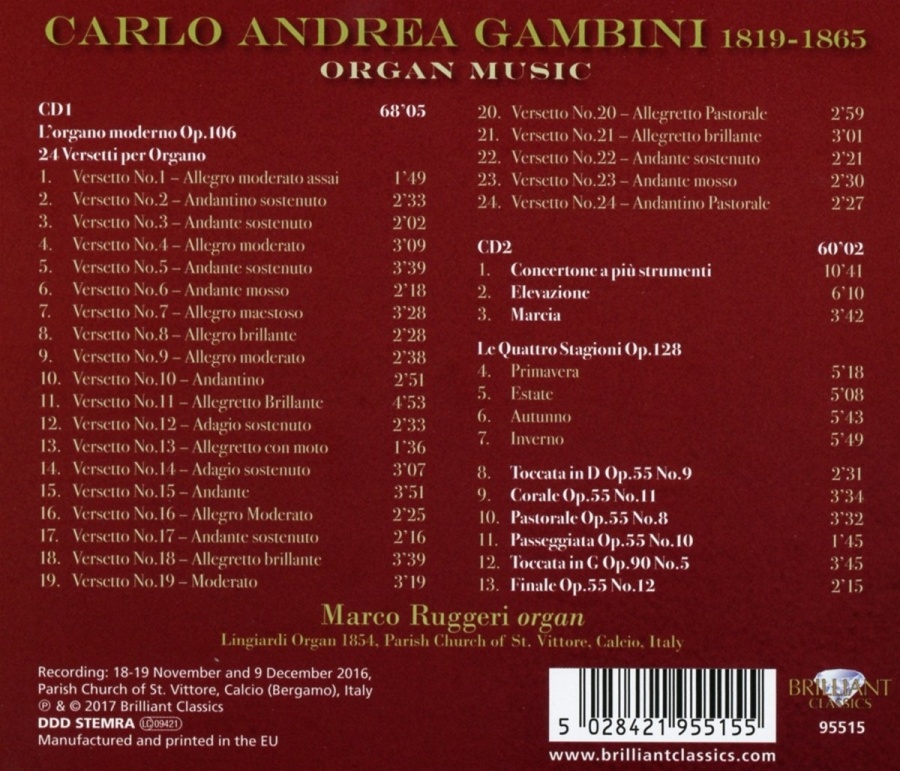 CARLO ANDREA GAMBINI 1819-1865
ORGAN MUSIC
CD1 68'05
L'organo moderno Op.106
24 Versetti per Organo
1. Versetto No.1 – Allegro moderato assai 1'49
2. Versetto No.2 – Andantino sostenuto 2'33
3. Versetto No.3 – Andante sostenuto 2'02
4. Versetto No.4 – Allegro moderato 3'09
5. Versetto No.5 – Andante sostenuto 3'39
6. Versetto No.6 – Andante mosso 2'18
7. Versetto No.7 – Allegro maestoso 3'28
8. Versetto No.8 – Allegro brillante 2'28
9. Versetto No.9 – Allegro moderato 2'38
10. Versetto No.10 – Andantino 2'51
11. Versetto No.11 – Allegretto Brillante 4'53
12. Versetto No.12 – Adagio sostenuto 2'33
13. Versetto No.13 – Allegretto con moto 1'36
14. Versetto No.14 – Adagio sostenuto 3'07
15. Versetto No.15 – Andante 3'51
16. Versetto No.16 – Allegro Moderato 2'25
17. Versetto No.17 – Andante sostenuto 2'16
18. Versetto No.18 – Allegretto brillante 3'39
19. Versetto No.19 – Moderato 3'19
20. Versetto No.20 – Allegretto Pastorale 2'59
21. Versetto No.21 – Allegretto brillante 3'01
22. Versetto No.22 – Andante sostenuto 2'21
23. Versetto No.23 – Andante mosso 2'30
24. Versetto No.24 – Andantino Pastorale 2'27
CD2 60'02
1. Concertone a più strumenti 10'41
2. Elevazione 6'10
3. Marcia 3'42
Le Quattro Stagioni Op.128
4. Primavera 5'18
5. Estate 5'08
6. Autunno 5'43
7. Inverno 5'49
8. Toccata in D Op.55 No.9 2'31
9. Corale Op.55 No.11 3'34
10. Pastorale Op.55 No.8 3'32
11. Passeggiata Op.55 No.10 1'45
12. Toccata in G Op.90 No.5 3'45
13. Finale Op.55 No.12 2'15
Marco Ruggeri organ
Lingiardi Organ 1854, Parish Church of St. Vittore, Calcio, Italy
Recording: 18-19 November and 9 December 2016,
Parish Church of St. Vittore, Calcio (Bergamo), Italy
℗ & © 2017 Brilliant Classics
DDD STEMRA LC 09421
Manufactured and printed in the EU
5 028421 955155
www.brilliantclassics.com
BRILLIANT
CLASSICS
95515